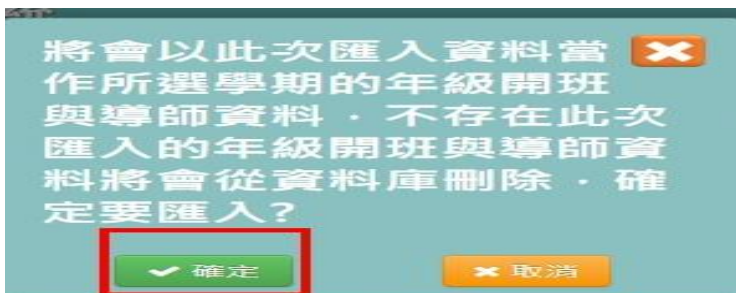 將會以此次匯入資料當
作所選學期的年級開班
與導師資料，不存在此次
匯入的年級開班與導師資
料將會從資料庫刪除，確
定要匯入?
確定
取消